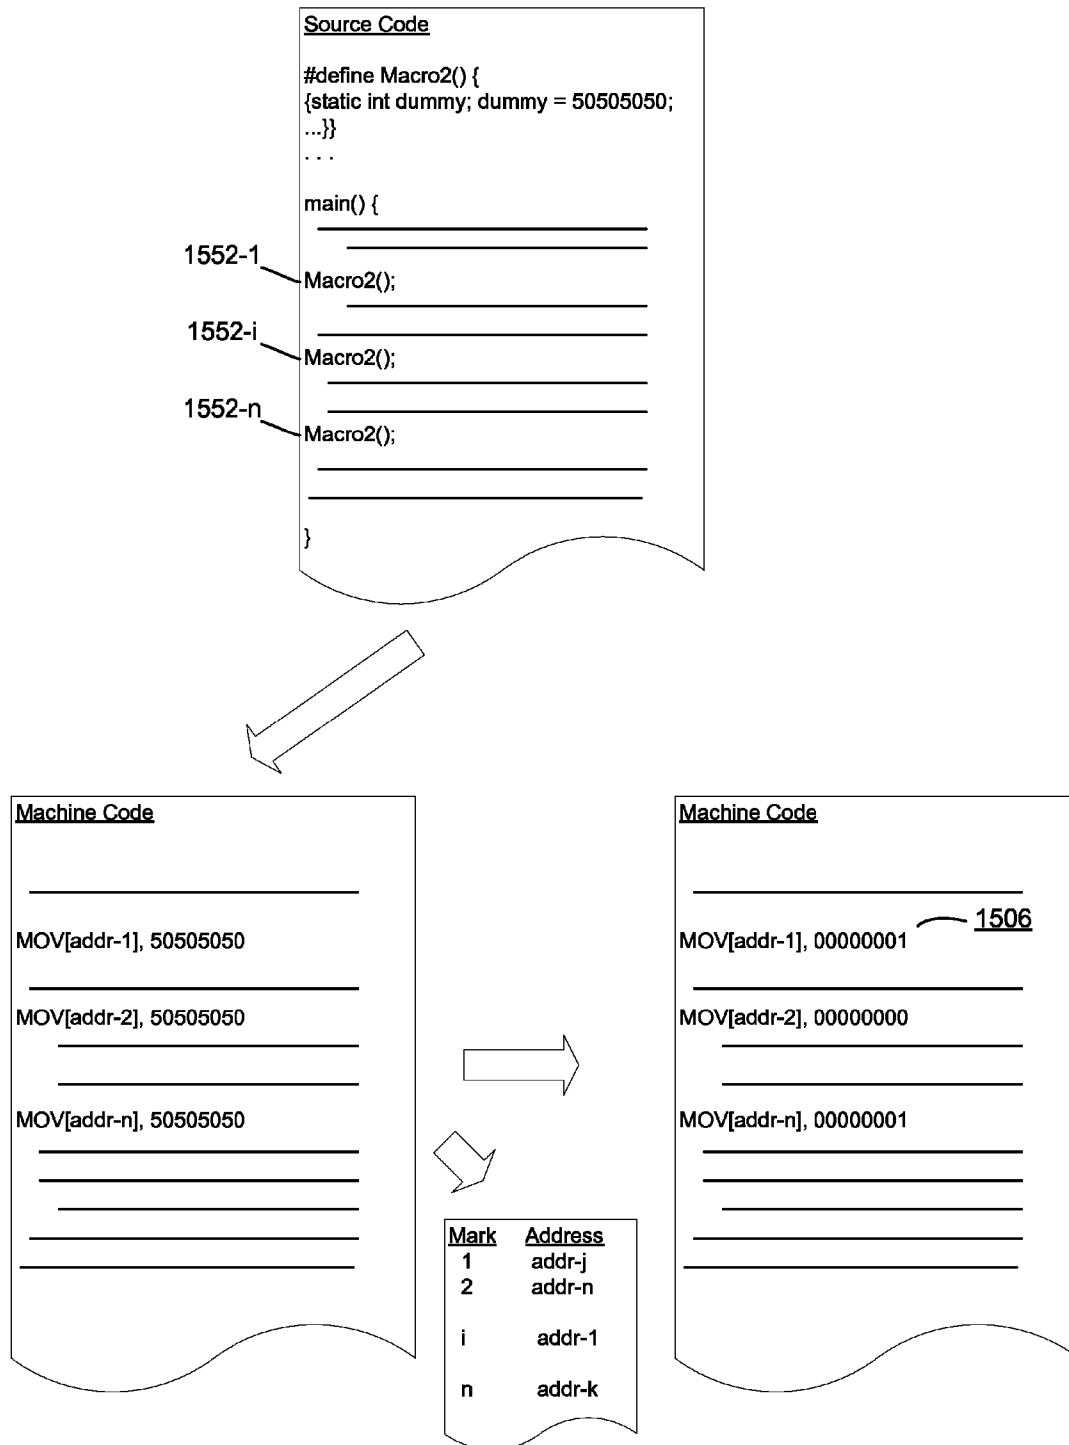 Source Code
#define Macro2() {
{static int dummy; dummy = 50505050;
...}}
. . .
main() {
1552-1
Macro2();
1552-i
Macro2();
1552-n
Macro2();
}
Machine Code
MOV[addr-1], 50505050
MOV[addr-2], 50505050
MOV[addr-n], 50505050
Machine Code
1506
MOV[addr-1], 00000001
MOV[addr-2], 00000000
MOV[addr-n], 00000001
Mark Address
1 addr-j
2 addr-n
i addr-1
n addr-k